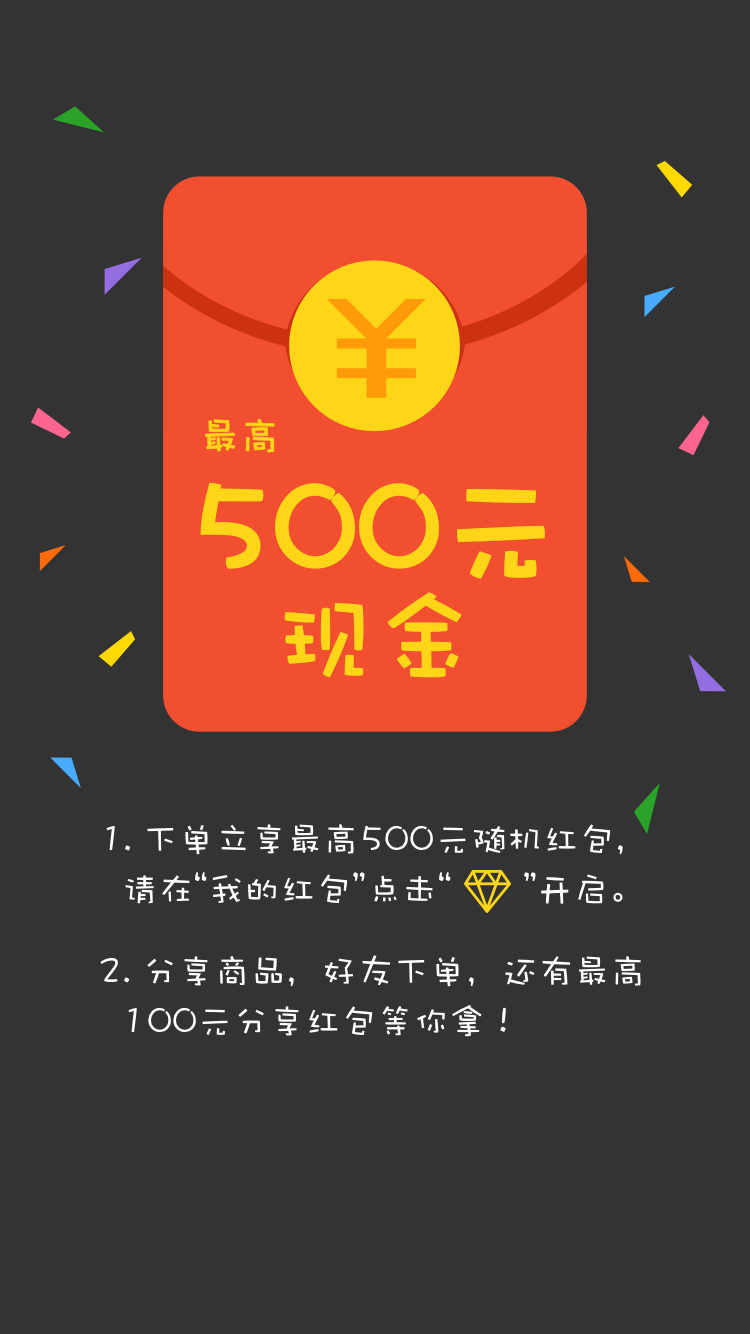 ¥
最高
500元
现金
1. 下单立享最高500元随机红包,
请在“我的红包”点击“ ”开启。
2. 分享商品, 好友下单, 还有最高
100元分享红包等你拿!